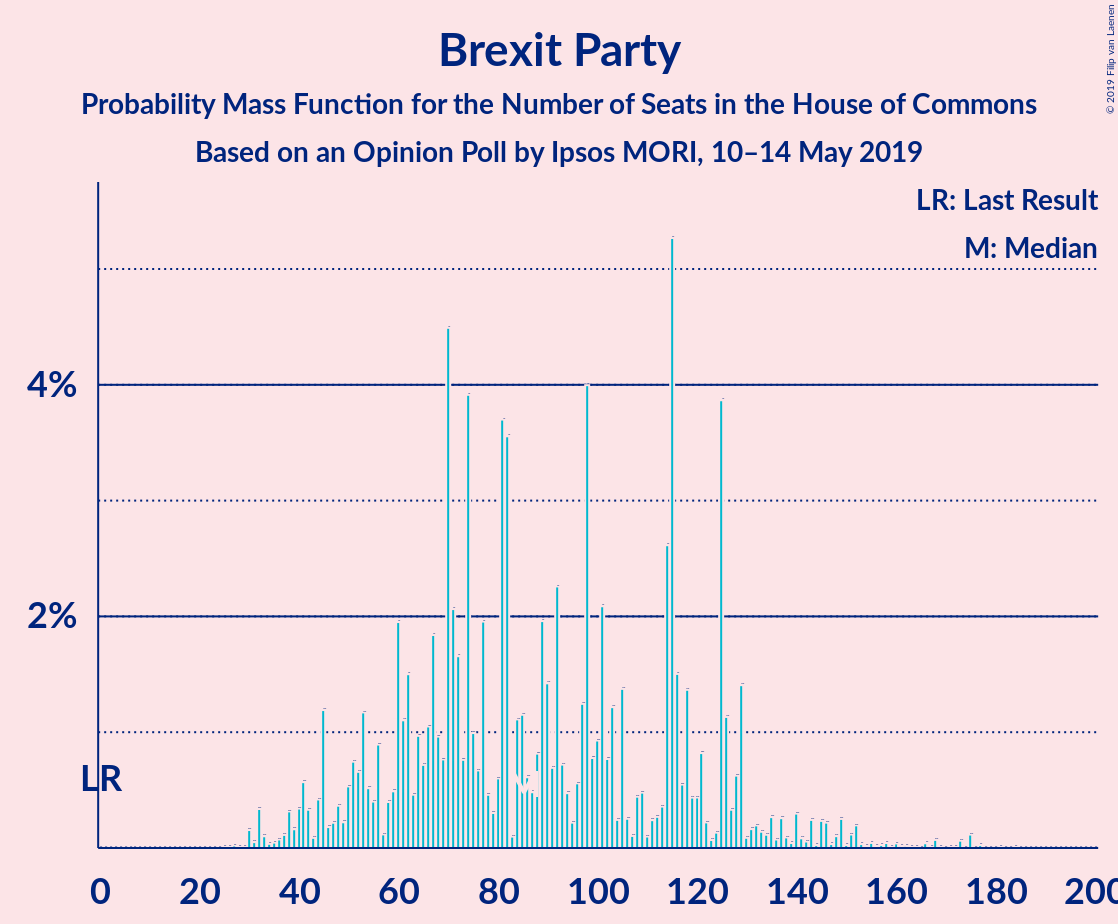 Brexit Party
Probability Mass Function for the Number of Seats in the House of Commons
Based on an Opinion Poll by Ipsos MORI, 10–14 May 2019
© 2019 Filip van Laenen
LR: Last Result
M: Median
4%
2%
LR
0 20 40 60 80 100 120 140 160 180 200